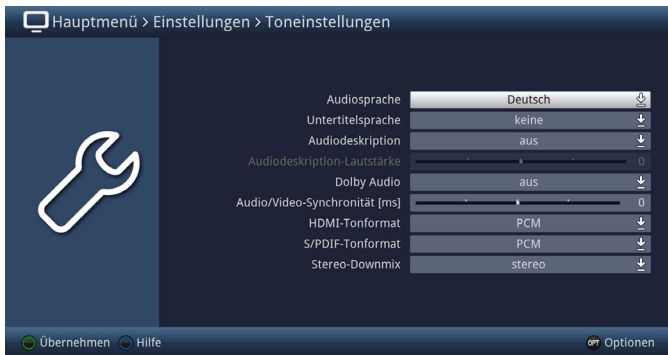 Hauptmenü > Einstellungen > Toneinstellungen
Audiosprache Deutsch
Untertitelsprache keine
Audiodeskription aus
Audiodeskription-Lautstärke 0
Dolby Audio aus
Audio/Video-Synchronität [ms] 0
HDMI-Tonformat PCM
S/PDIF-Tonformat PCM
Stereo-Downmix stereo
Übernehmen Hilfe OPT Optionen